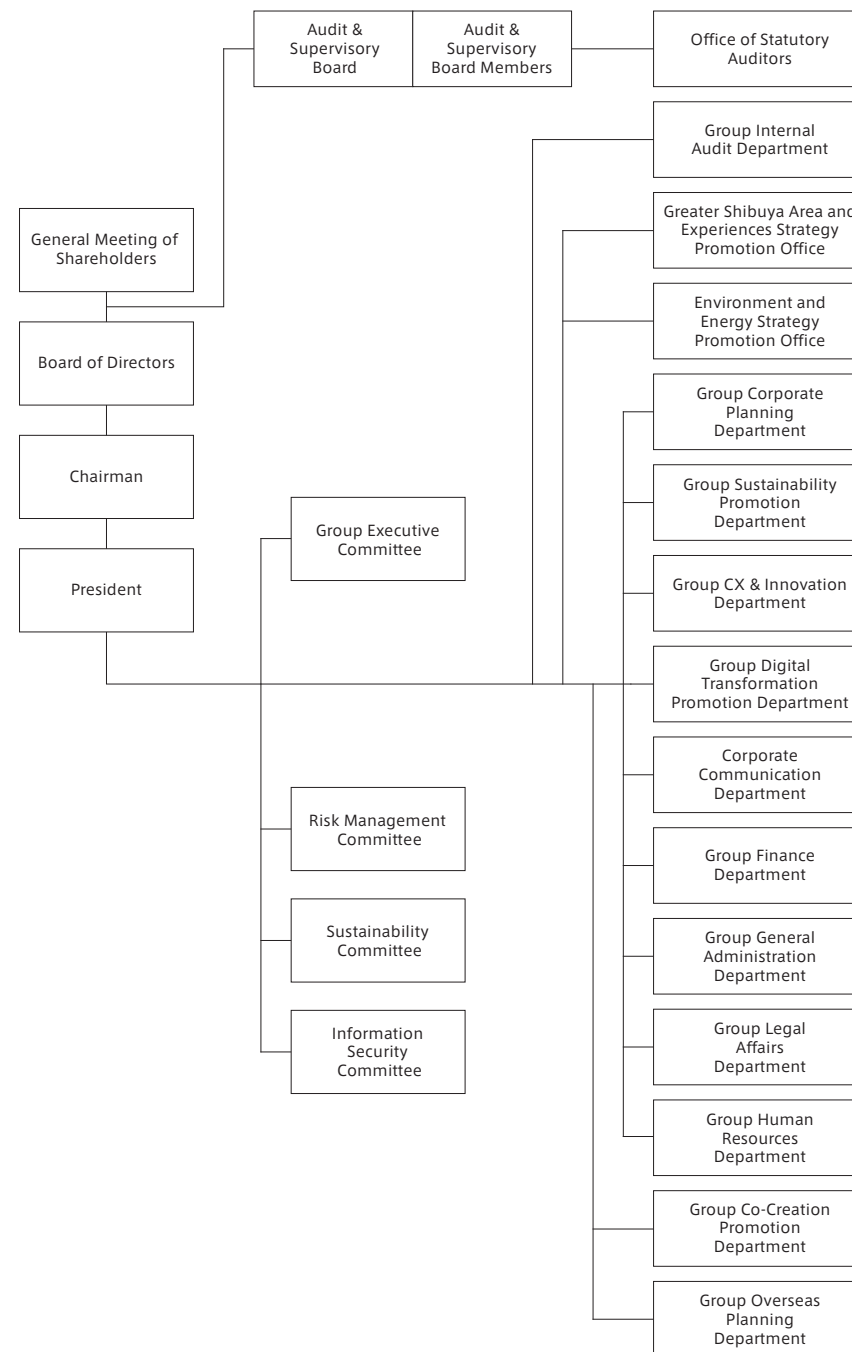 Audit &
Supervisory
Board
Audit &
Supervisory
Board Members
Office of Statutory
Auditors
Group Internal
Audit Department
General Meeting of
Shareholders
Greater Shibuya Area and
Experiences Strategy
Promotion Office
Environment and
Energy Strategy
Promotion Office
Board of Directors
Group Corporate
Planning
Department
Chairman
Group Sustainability
Promotion
Department
Group Executive
Committee
President
Group CX & Innovation
Department
Group Digital
Transformation
Promotion Department
Corporate
Communication
Department
Risk Management
Committee
Group Finance
Department
Sustainability
Committee
Group General
Administration
Department
Information
Security
Committee
Group Legal
Affairs
Department
Group Human
Resources
Department
Group Co-Creation
Promotion
Department
Group Overseas
Planning
Department